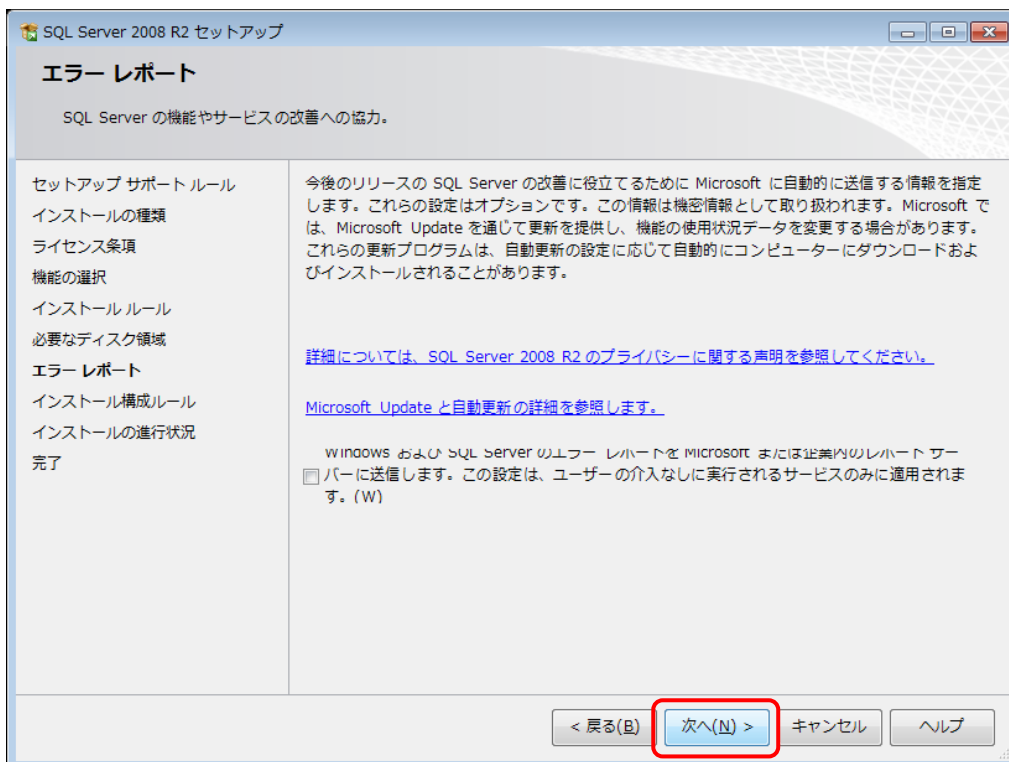 SQL Server 2008 R2 セットアップ
エラー レポート
SQL Server の機能やサービスの改善への協力。
セットアップ サポート ルール
インストールの種類
ライセンス条項
機能の選択
インストール ルール
必要なディスク領域
エラー レポート
インストール構成ルール
インストールの進行状況
完了
今後のリリースの SQL Server の改善に役立てるために Microsoft に自動的に送信する情報を指定
します。これらの設定はオプションです。この情報は機密情報として取り扱われます。Microsoft で
は、Microsoft Update を通じて更新を提供し、機能の使用状況データを変更する場合があります。
これらの更新プログラムは、自動更新の設定に応じて自動的にコンピューターにダウンロードおよ
びインストールされることがあります。
詳細については、SQL Server 2008 R2 のプライバシーに関する声明を参照してください。
Microsoft Update と自動更新の詳細を参照します。
Windows および SQL Server のエラー レポートを Microsoft または企業内のレポート サー
バーに送信します。この設定は、ユーザーの介入なしに実行されるサービスのみに適用されま
す。(W)
< 戻る(B)
次へ(N) >
キャンセル
ヘルプ